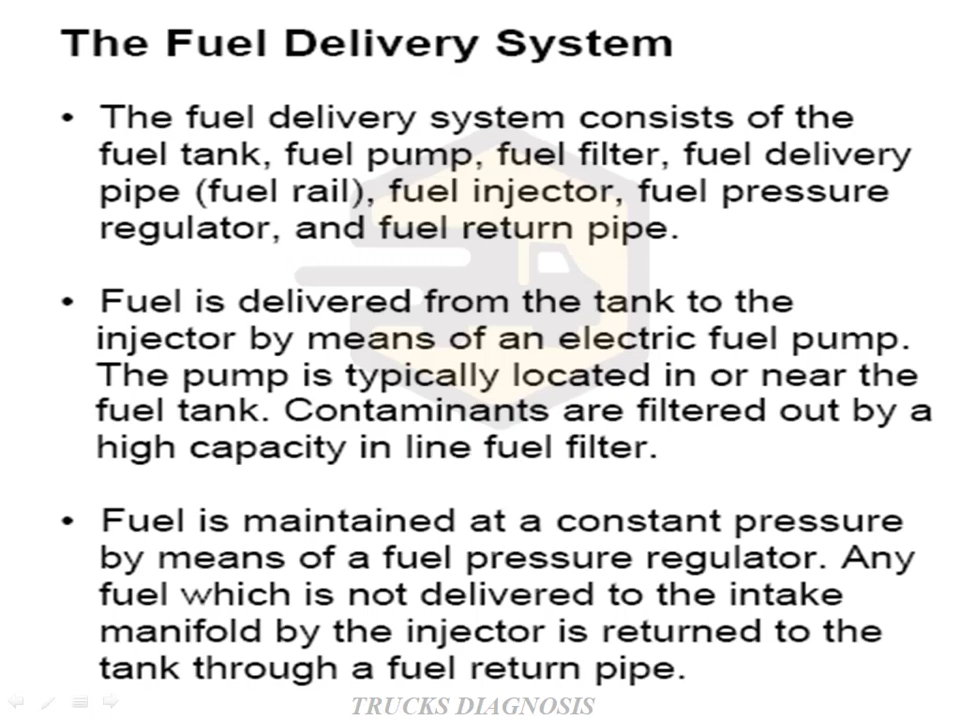 The Fuel Delivery System
• The fuel delivery system consists of the
fuel tank, fuel pump, fuel filter, fuel delivery
pipe (fuel rail), fuel injector, fuel pressure
regulator, and fuel return pipe.
• Fuel is delivered from the tank to the
injector by means of an electric fuel pump.
The pump is typically located in or near the
fuel tank. Contaminants are filtered out by a
high capacity in line fuel filter.
• Fuel is maintained at a constant pressure
by means of a fuel pressure regulator. Any
fuel which is not delivered to the intake
manifold by the injector is returned to the
tank through a fuel return pipe.
TRUCKS DIAGNOSIS